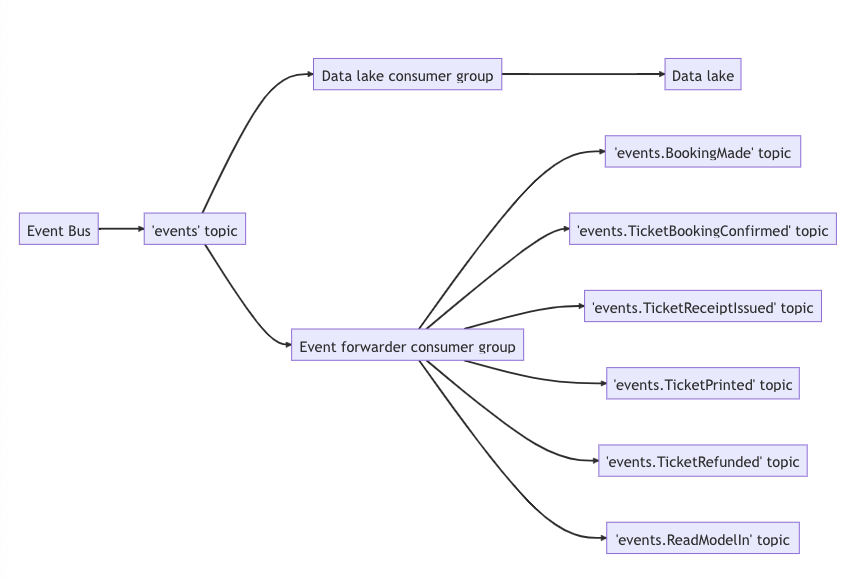 Data lake consumer group
Data lake
'events.BookingMade' topic
Event Bus
'events' topic
'events.TicketBookingConfirmed' topic
'events.TicketReceiptIssued' topic
Event forwarder consumer group
'events.TicketPrinted' topic
'events.TicketRefunded' topic
'events.ReadModelIn' topic